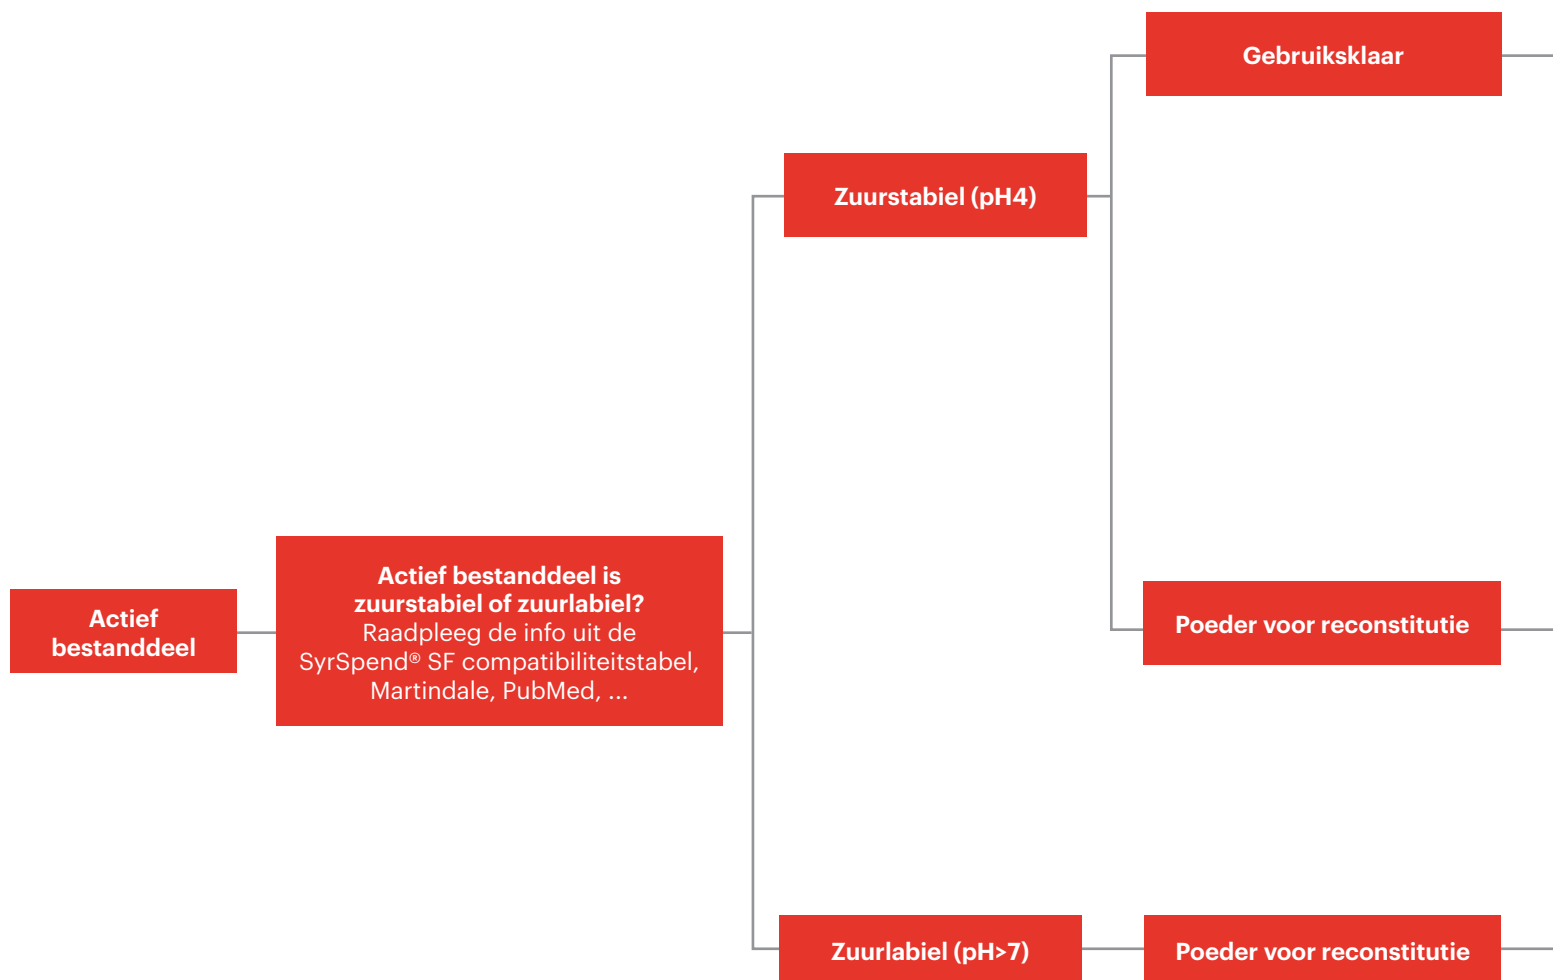 Gebruiksklaar
Zuurstabiel (pH4)
Actief bestanddeel is
zuurstabiel of zuurlabiel?
Raadpleeg de info uit de
SyrSpend® SF compatibiliteitstabel,
Martindale, PubMed, ...
Actief
bestanddeel
Poeder voor reconstitutie
Zuurlabiel (pH>7)
Poeder voor reconstitutie